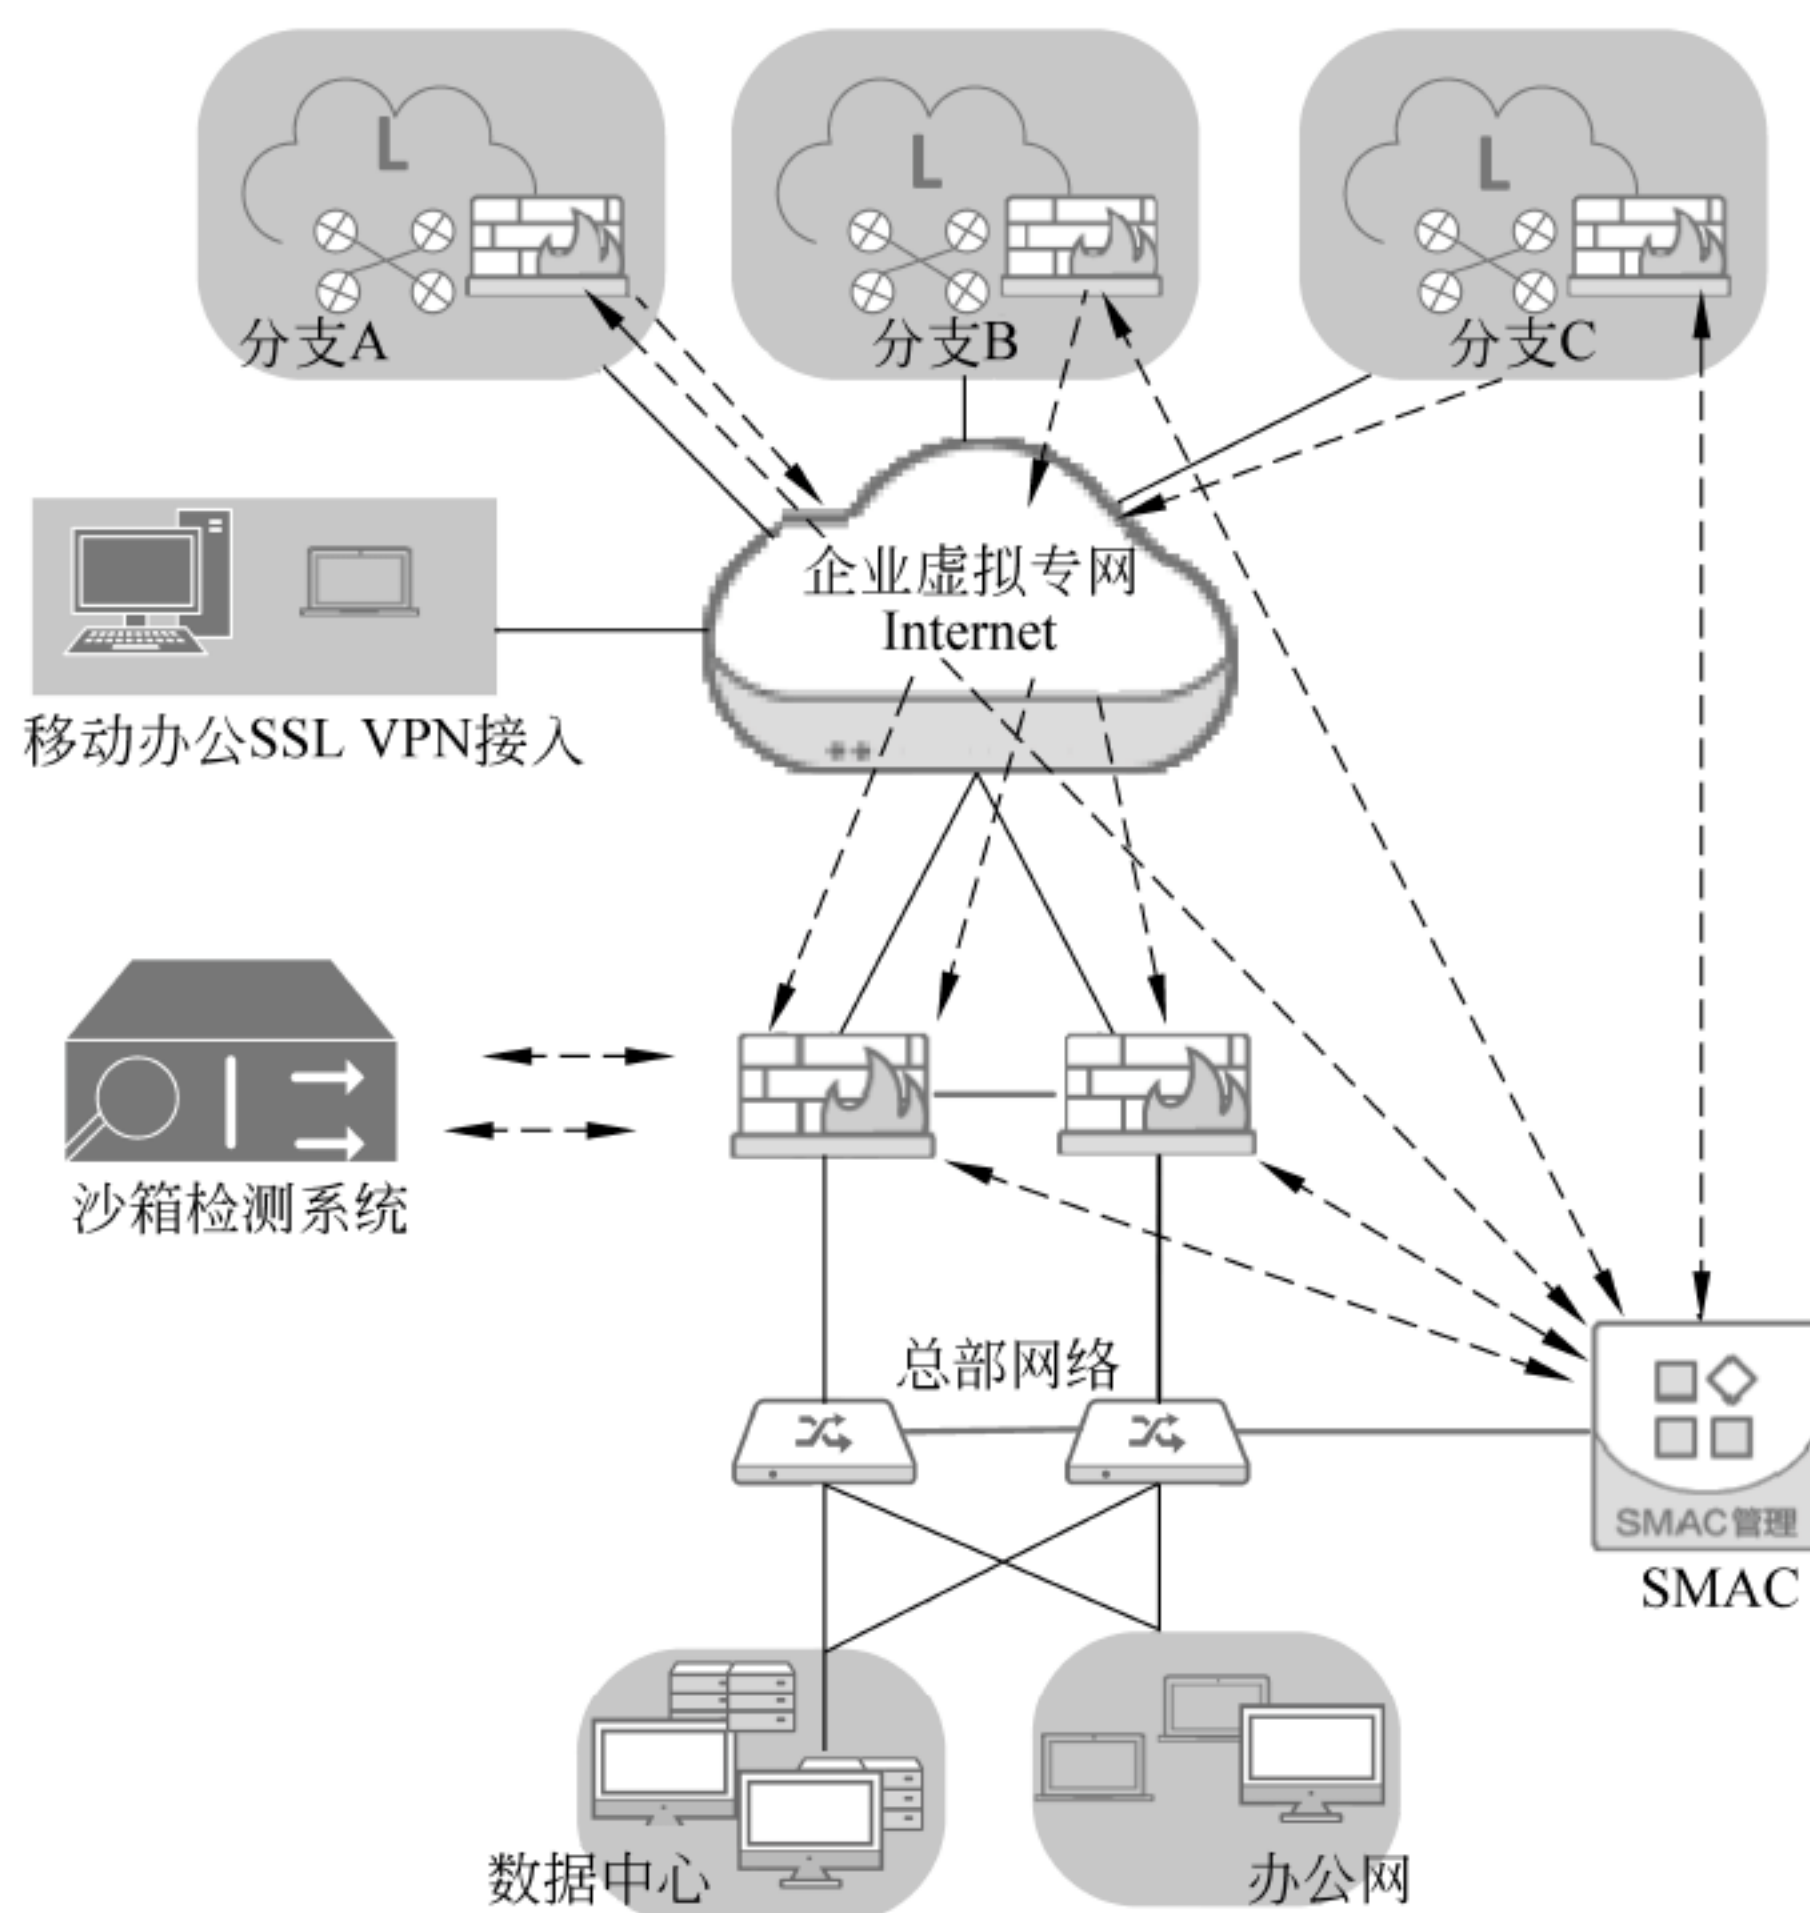 L
L
L
分支A
分支B
分支C
企业虚拟专网
Internet
移动办公SSL VPN接入
沙箱检测系统
总部网络
SMAC管理
SMAC
数据中心
办公网